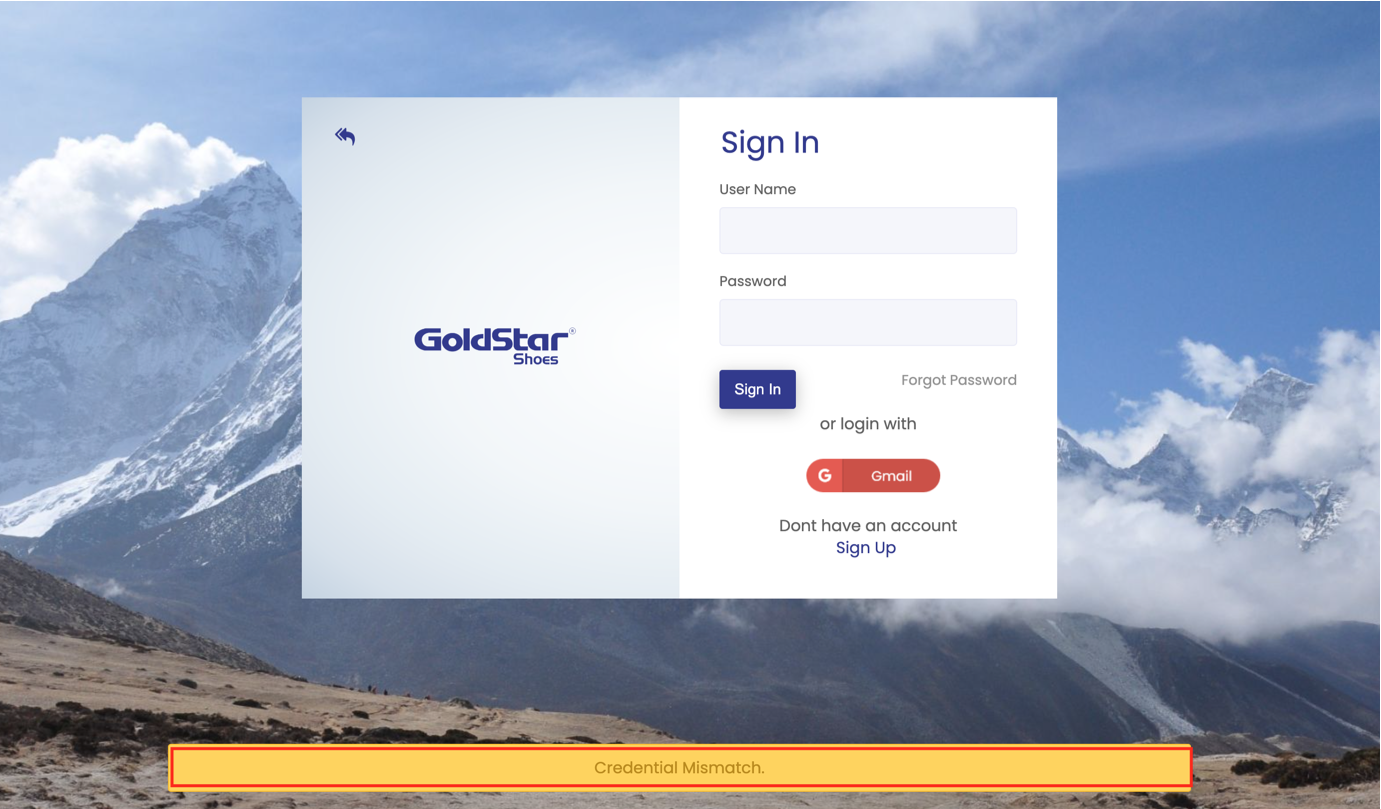 Sign In
User Name
Password
GoldStar®
Shoes
Sign In
Forgot Password
or login with
G Gmail
Dont have an account
Sign Up
Credential Mismatch.